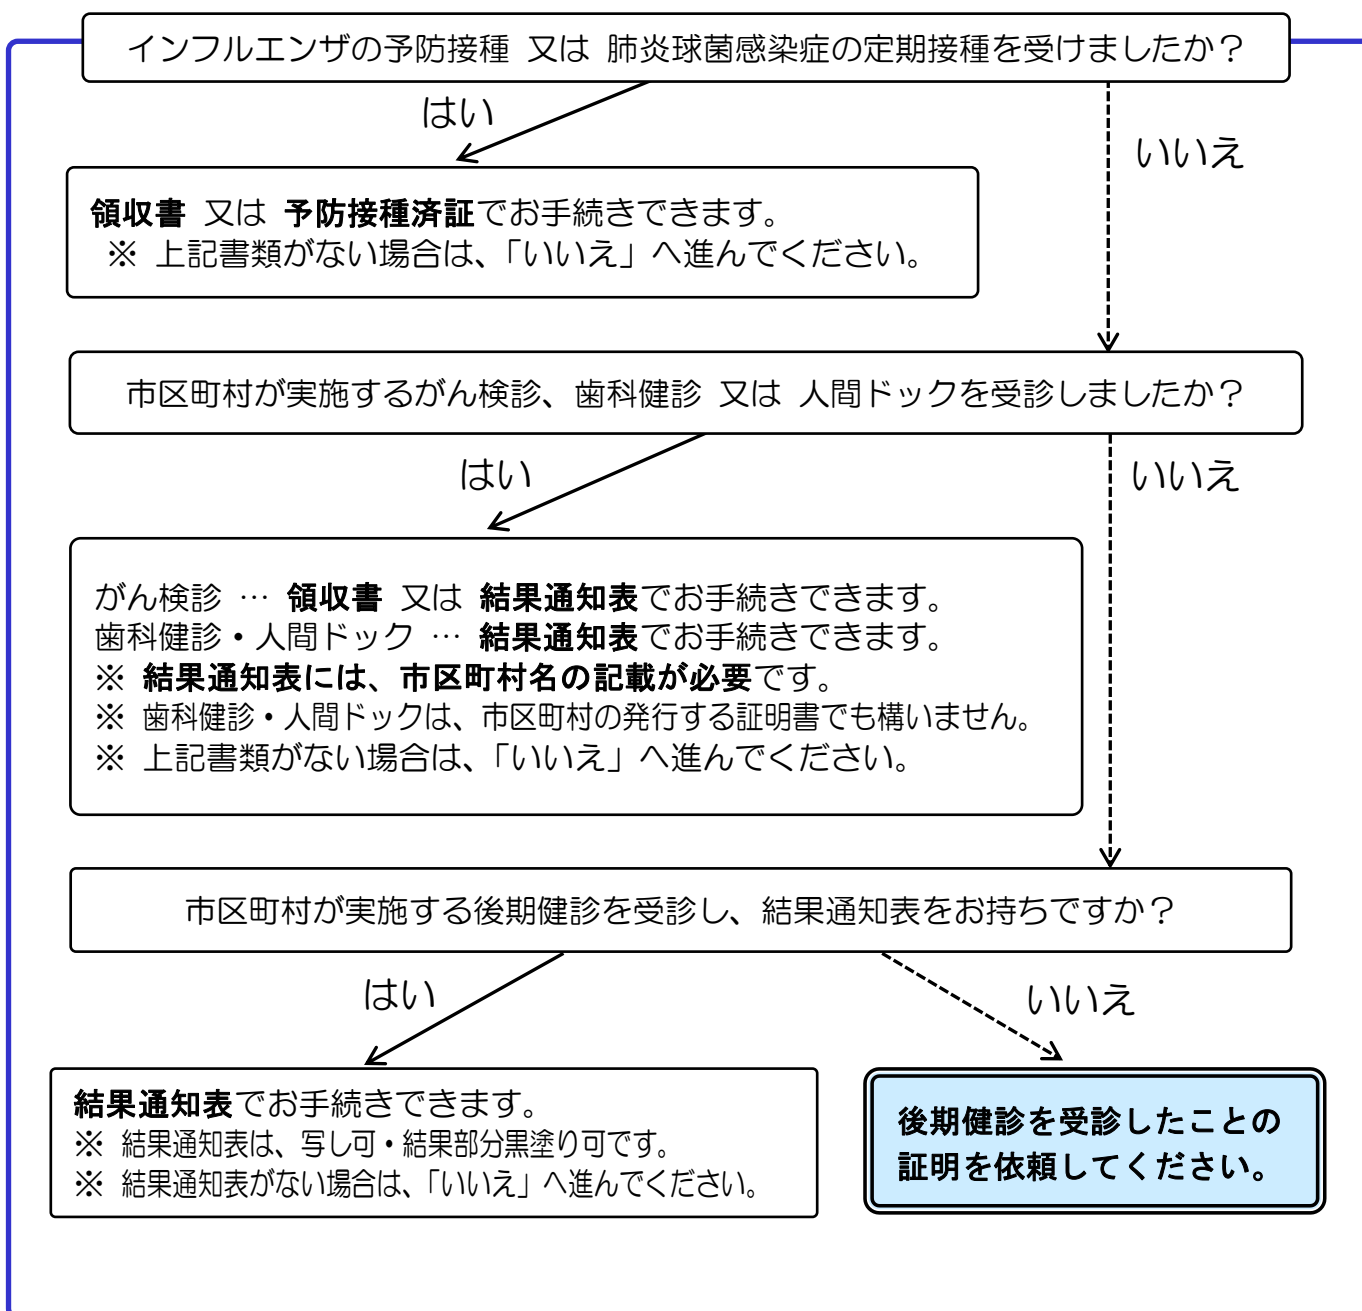 インフルエンザの予防接種 又は 肺炎球菌感染症の定期接種を受けましたか？
はい
いいえ
領収書 又は 予防接種済証でお手続きできます。
※ 上記書類がない場合は、「いいえ」へ進んでください。
市区町村が実施するがん検診、歯科健診 又は 人間ドックを受診しましたか？
はい
いいえ
がん検診 … 領収書 又は 結果通知表でお手続きできます。
歯科健診・人間ドック … 結果通知表でお手続きできます。
※ 結果通知表には、市区町村名の記載が必要です。
※ 歯科健診・人間ドックは、市区町村の発行する証明書でも構いません。
※ 上記書類がない場合は、「いいえ」へ進んでください。
市区町村が実施する後期健診を受診し、結果通知表をお持ちですか？
はい
いいえ
結果通知表でお手続きできます。
※ 結果通知表は、写し可・結果部分黒塗り可です。
※ 結果通知表がない場合は、「いいえ」へ進んでください。
後期健診を受診したことの
証明を依頼してください。